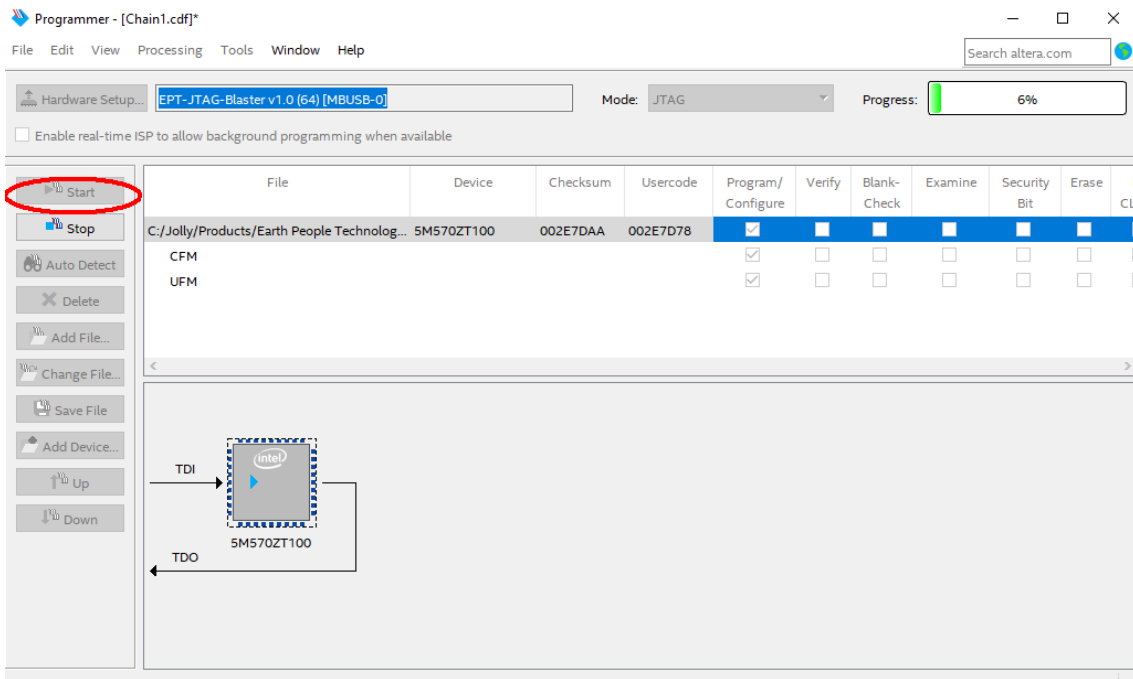 Programmer - [Chain1.cdf]*
File Edit View Processing Tools Window Help
Search altera.com
Hardware Setup... EPT-JTAG-Blaster v1.0 (64) [MBUSB-0] Mode: JTAG Progress: 6%
Enable real-time ISP to allow background programming when available
Start
Stop
Auto Detect
Delete
Add File...
Change File...
Save File
Add Device...
Up
Down
File Device Checksum Usercode Program/ Verify Blank- Examine Security Erase
Configure Check Bit CL
C:/Jolly/Products/Earth People Technolog... 5M570ZT100 002E7DAA 002E7D78
CFM
UFM
TDI
intel
5M570ZT100
TDO